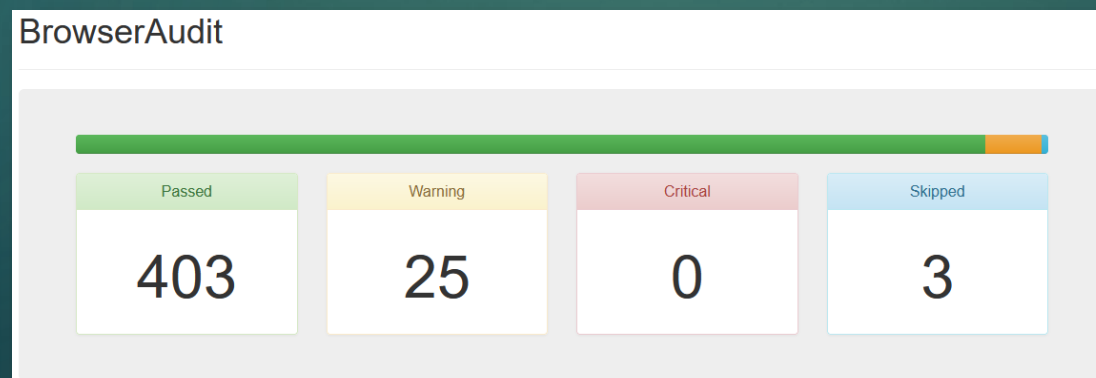 BrowserAudit
Passed
Warning
Critical
Skipped
403
25
0
3